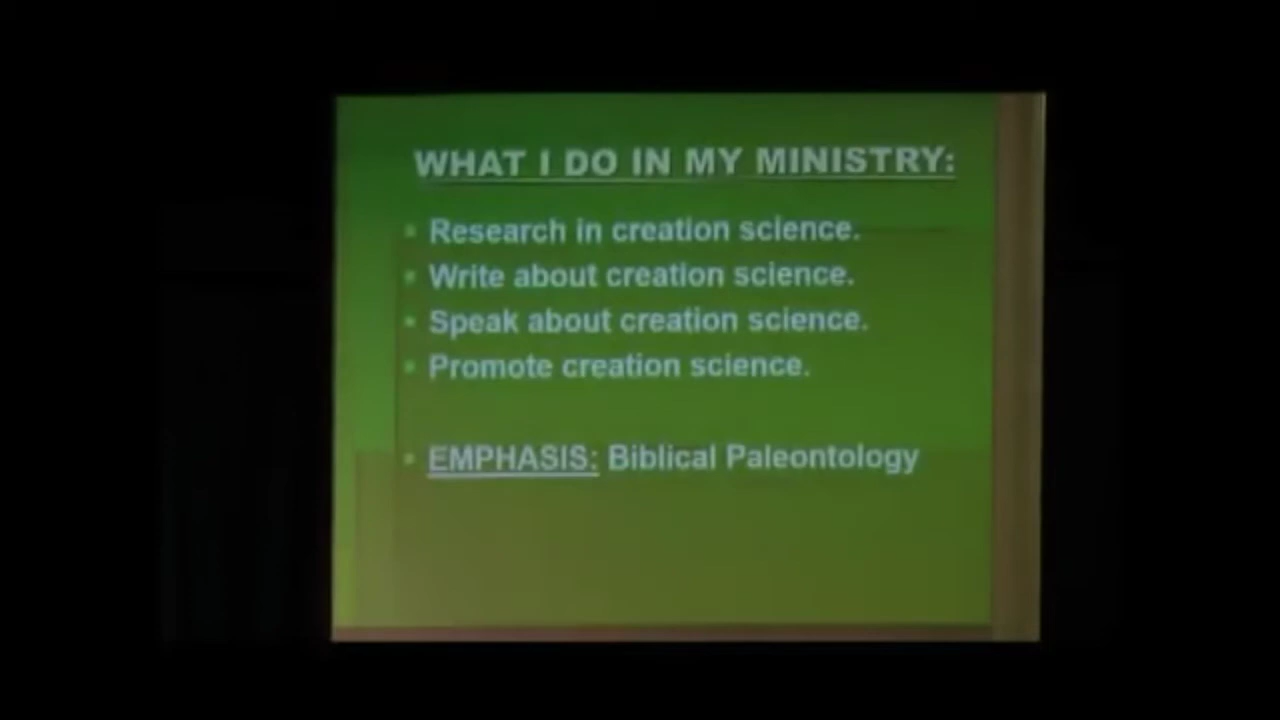 WHAT I DO IN MY MINISTRY:
Research in creation science.
Write about creation science.
Speak about creation science.
Promote creation science.
EMPHASIS: Biblical Paleontology